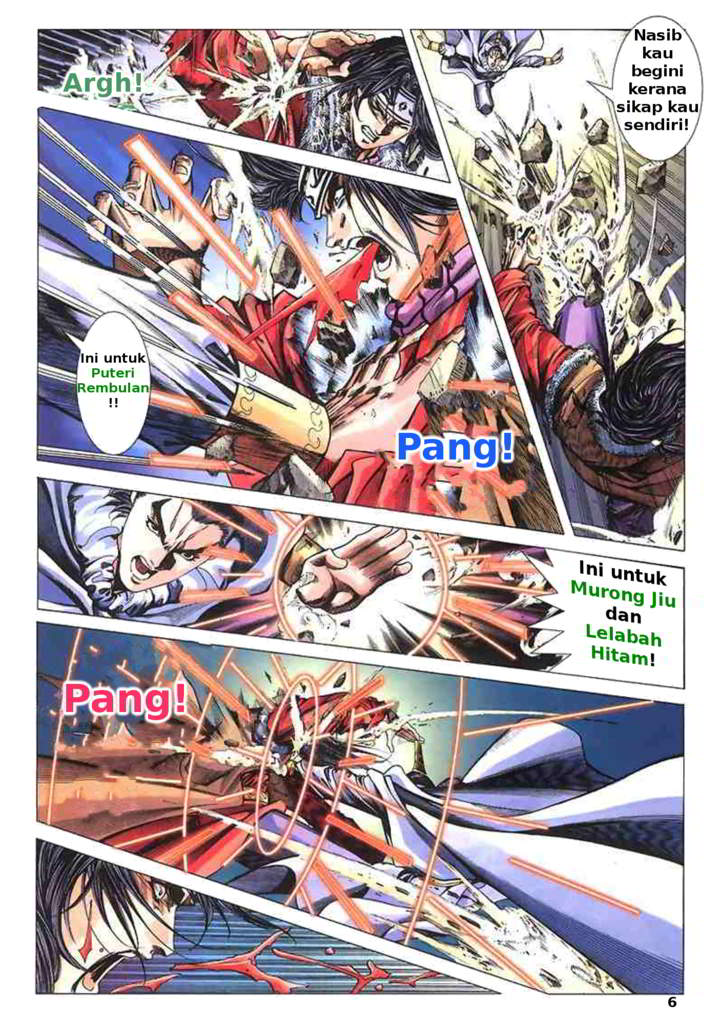 Argh!
Nasib
kau
begini
kerana
sikap kau
sendiri!
Ini untuk
Puteri
Rembulan
!!
Pang!
Ini untuk
Murong Jiu
dan
Lelabah
Hitam!
Pang!
6